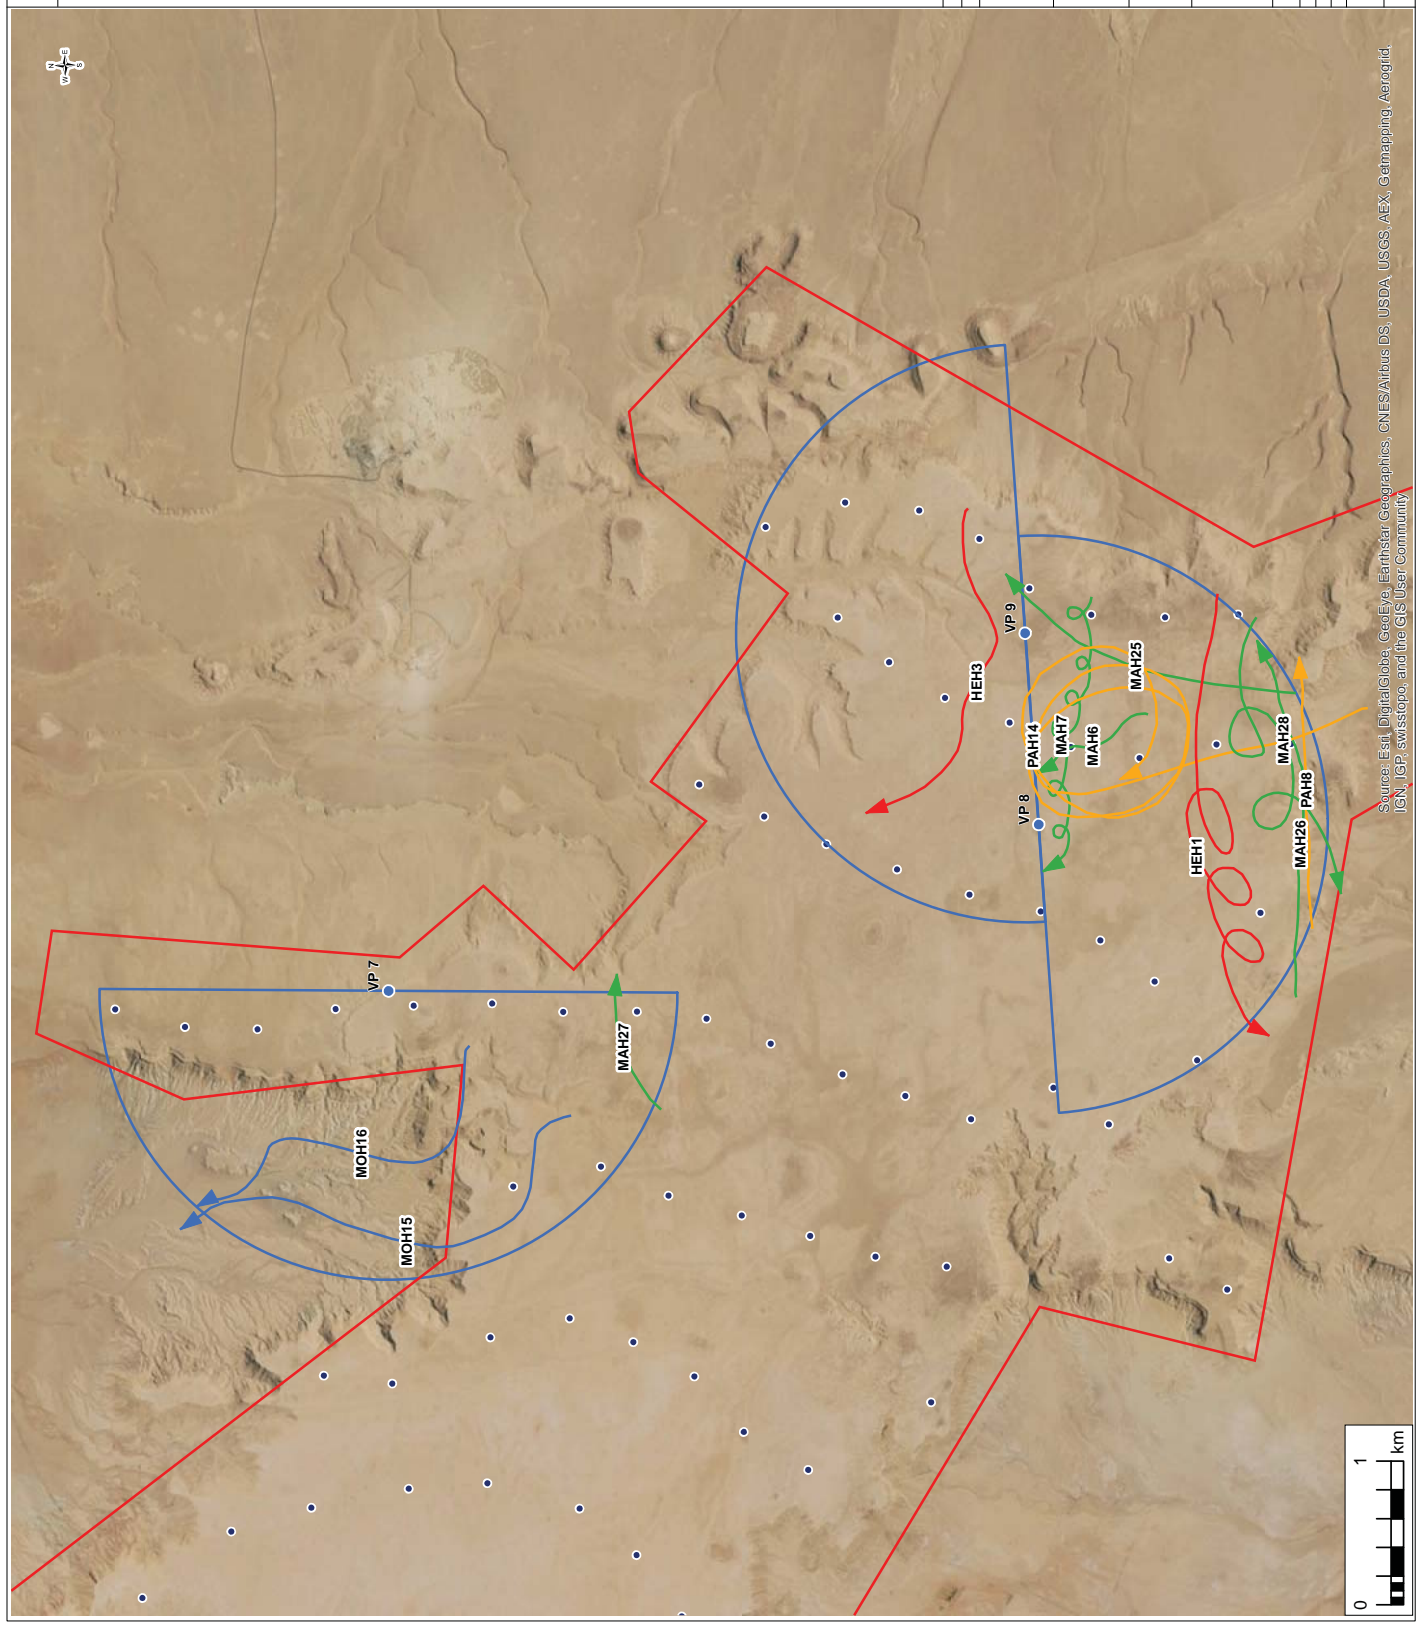 N
E
S
W
VP 7
MAH27
MOH16
MOH15
VP 9
HEH3
MAH25
PAH14
MAH7
MAH6
VP 8
MAH28
PAH8
MAH26
HEH1
0
1
km
Source: Esri, DigitalGlobe, GeoEye, Earthstar Geographics, CNES/Airbus DS, USDA, USGS, AEX, Getmapping, Aerogrid,
IGN, IGP, swisstopo, and the GIS User Community